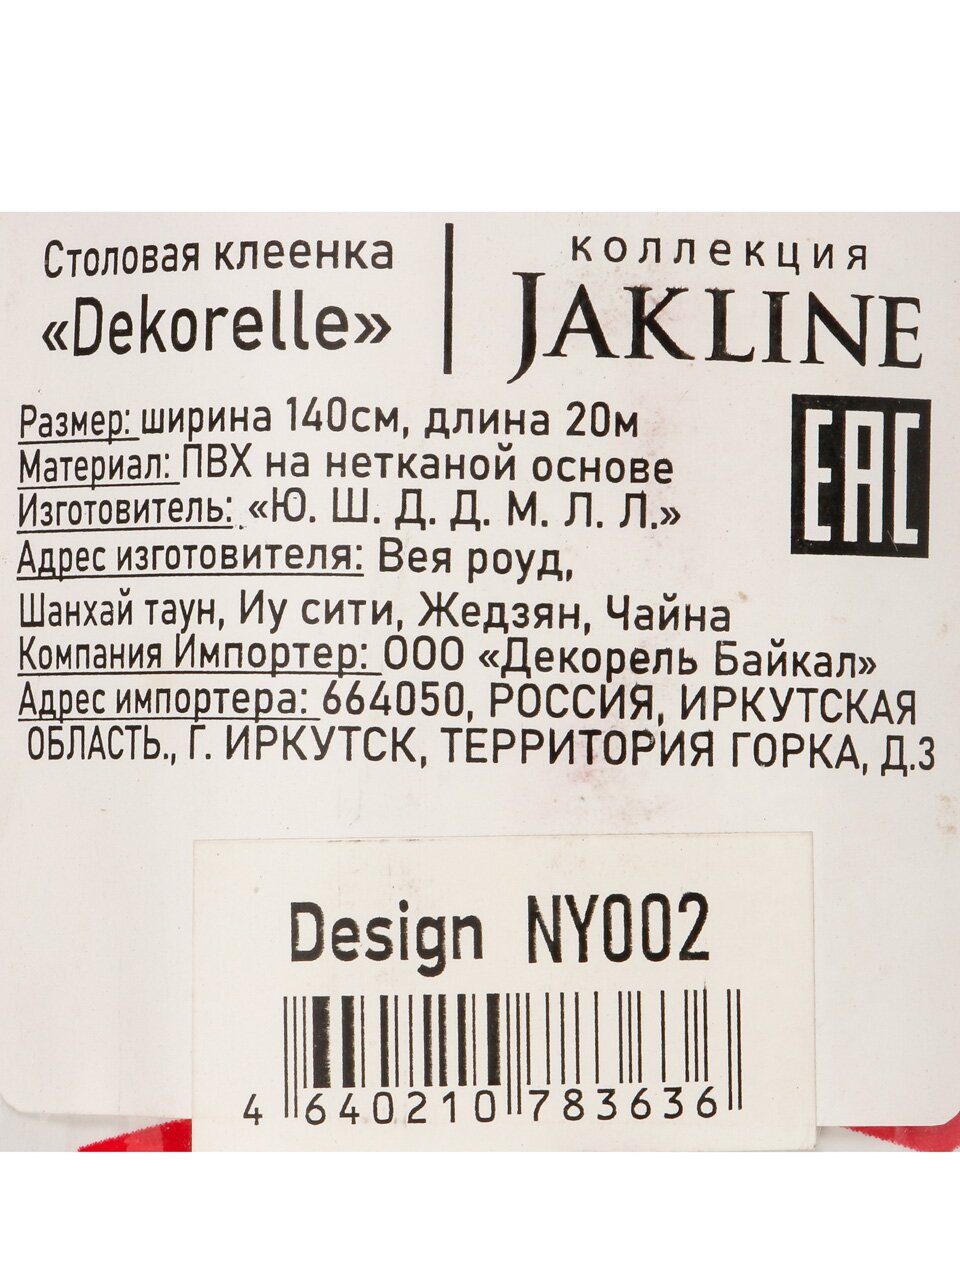 Столовая клеенка
«Dekorelle»
коллекция
JAKLINE
Размер: ширина 140см, длина 20м
Материал: ПВХ на нетканой основе
Изготовитель: «Ю. Ш. Д. Д. М. Л. Л.»
Адрес изготовителя: Вея роуд,
Шанхай таун, Иу сити, Жедзян, Чайна
Компания Импортер: ООО «Декорель Байкал»
Адрес импортера: 664050, РОССИЯ, ИРКУТСКАЯ
ОБЛАСТЬ., Г. ИРКУТСК, ТЕРРИТОРИЯ ГОРКА, Д.3
EAC
Design NY002
4 640210 783636